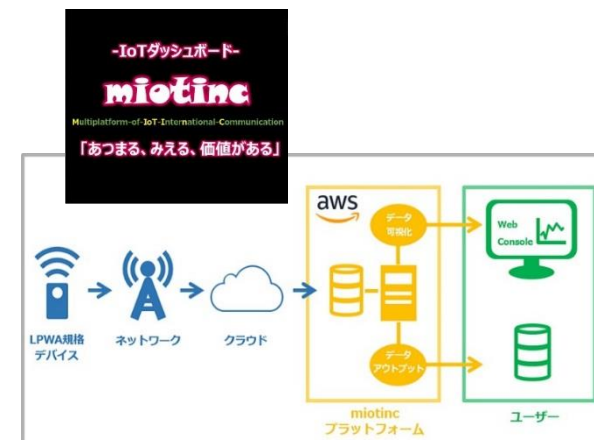 -IoTダッシュボード-
miotinc
Multiplatform-of-IoT-International-Communication
「あつまる、みえる、価値がある」
aws
データ
可視化
Web
Console
LPWA規格
デバイス
ネットワーク
クラウド
データ
アウトプット
miotinc
プラットフォーム
ユーザー